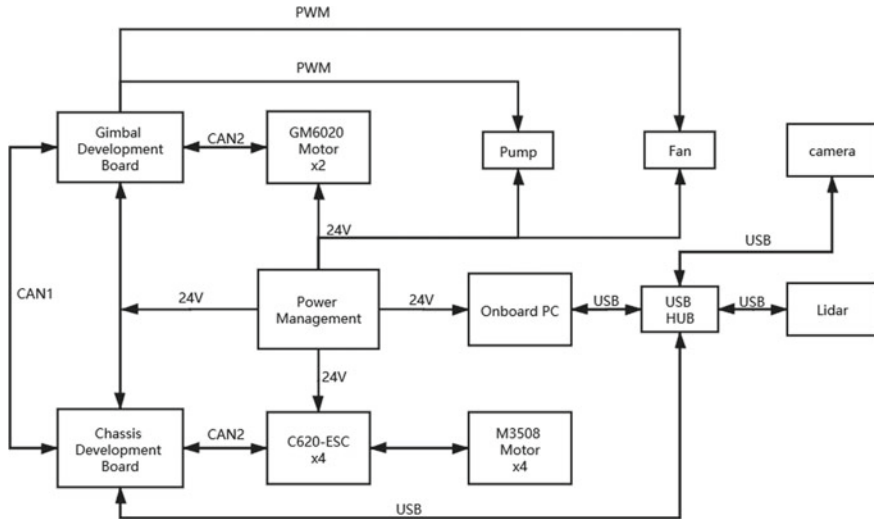 PWM
PWM
Gimbal
Development
Board
CAN2
GM6020
Motor
x2
Pump
Fan
camera
24V
USB
CAN1
24V
Power
Management
24V
Onboard PC
USB
USB
HUB
USB
Lidar
24V
Chassis
Development
Board
CAN2
C620-ESC
x4
M3508
Motor
x4
USB